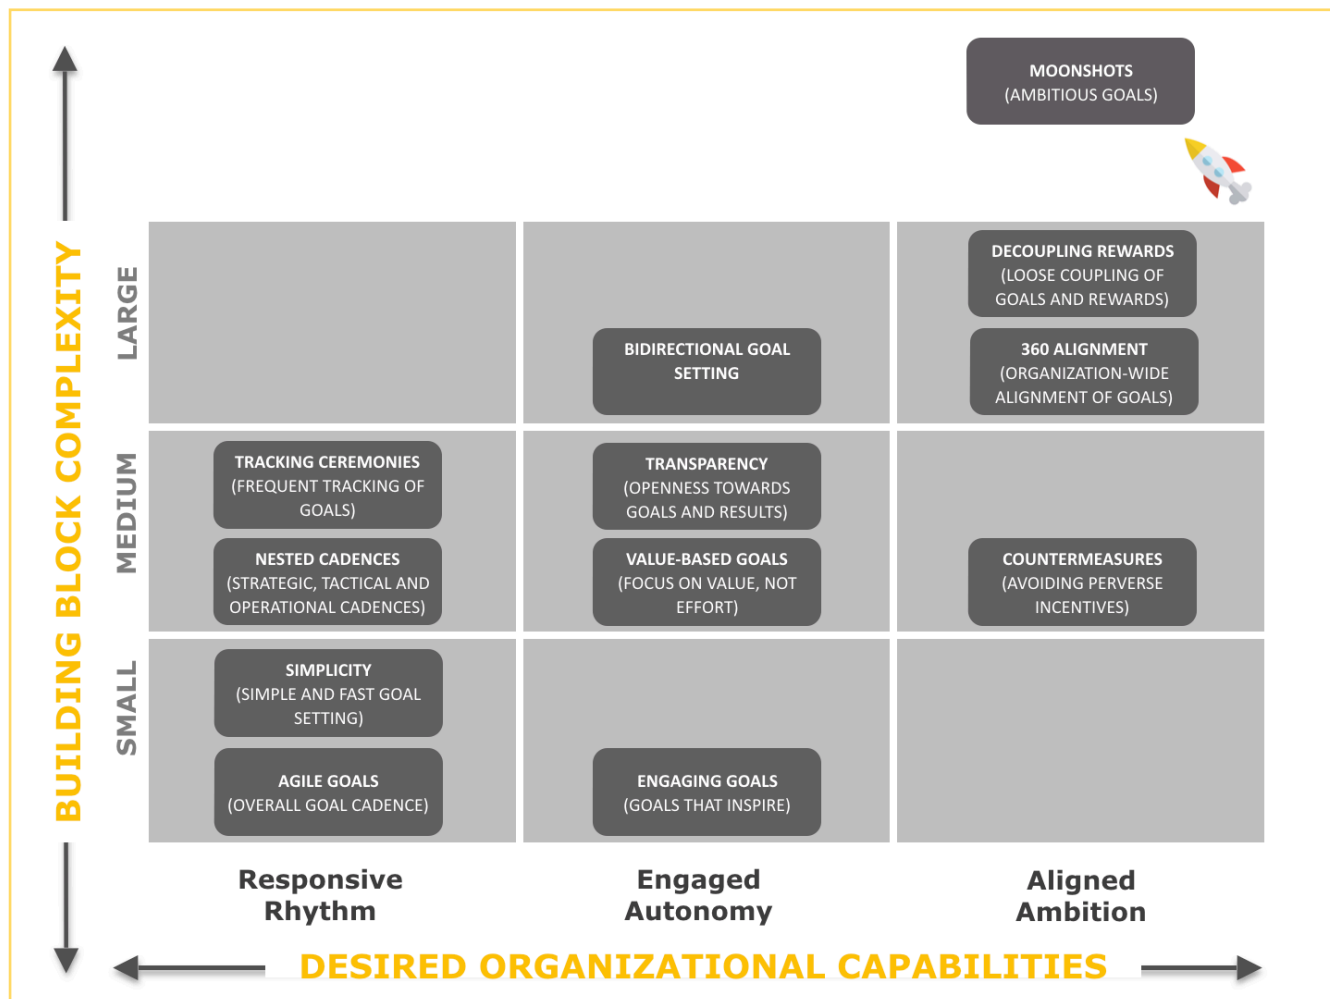 MOONSHOTS
(AMBITIOUS GOALS)
BUILDING BLOCK COMPLEXITY
LARGE
BIDIRECTIONAL GOAL
SETTING
DECOUPLING REWARDS
(LOOSE COUPLING OF
GOALS AND REWARDS)
360 ALIGNMENT
(ORGANIZATION-WIDE
ALIGNMENT OF GOALS)
MEDIUM
TRACKING CEREMONIES
(FREQUENT TRACKING OF
GOALS)
NESTED CADENCES
(STRATEGIC, TACTICAL AND
OPERATIONAL CADENCES)
TRANSPARENCY
(OPENNESS TOWARDS
GOALS AND RESULTS)
VALUE-BASED GOALS
(FOCUS ON VALUE, NOT
EFFORT)
COUNTERMEASURES
(AVOIDING PERVERSE
INCENTIVES)
SMALL
SIMPLICITY
(SIMPLE AND FAST GOAL
SETTING)
AGILE GOALS
(OVERALL GOAL CADENCE)
ENGAGING GOALS
(GOALS THAT INSPIRE)
Responsive
Rhythm
Engaged
Autonomy
Aligned
Ambition
DESIRED ORGANIZATIONAL CAPABILITIES